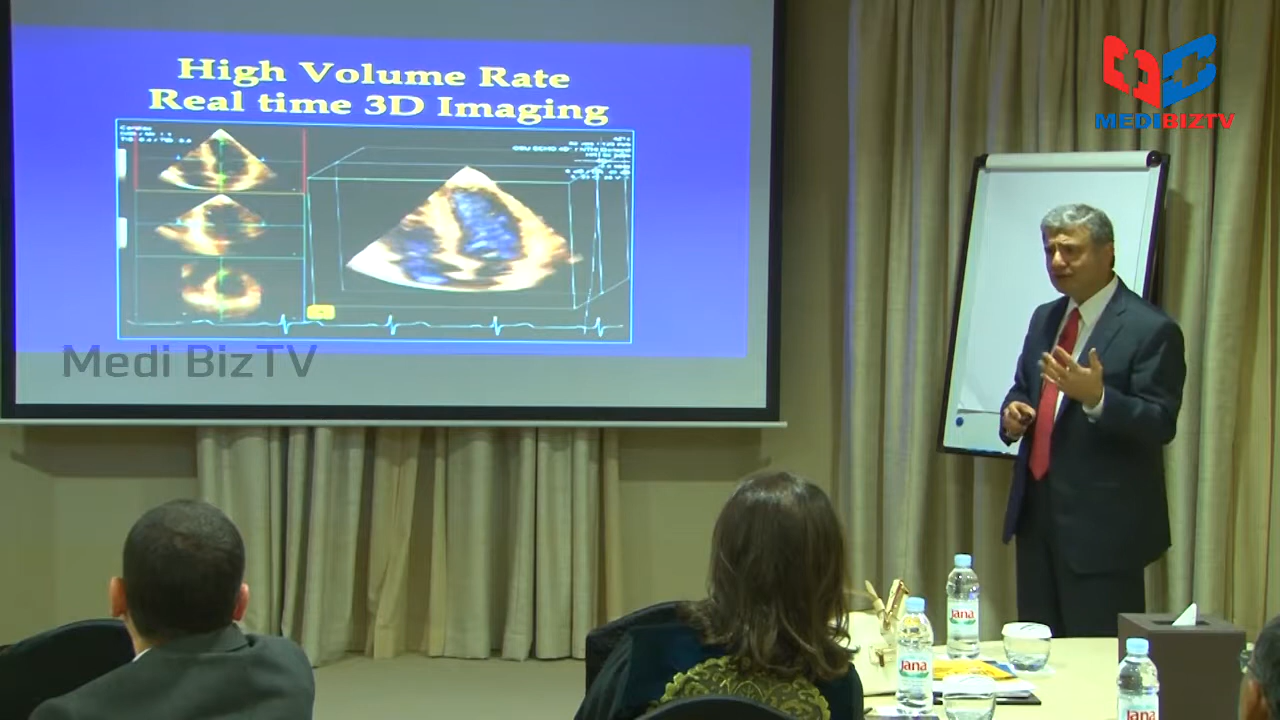 High Volume Rate
Real time 3D Imaging
MEDIBIZTV
Medi BizTV
Jana
Jana
Jana